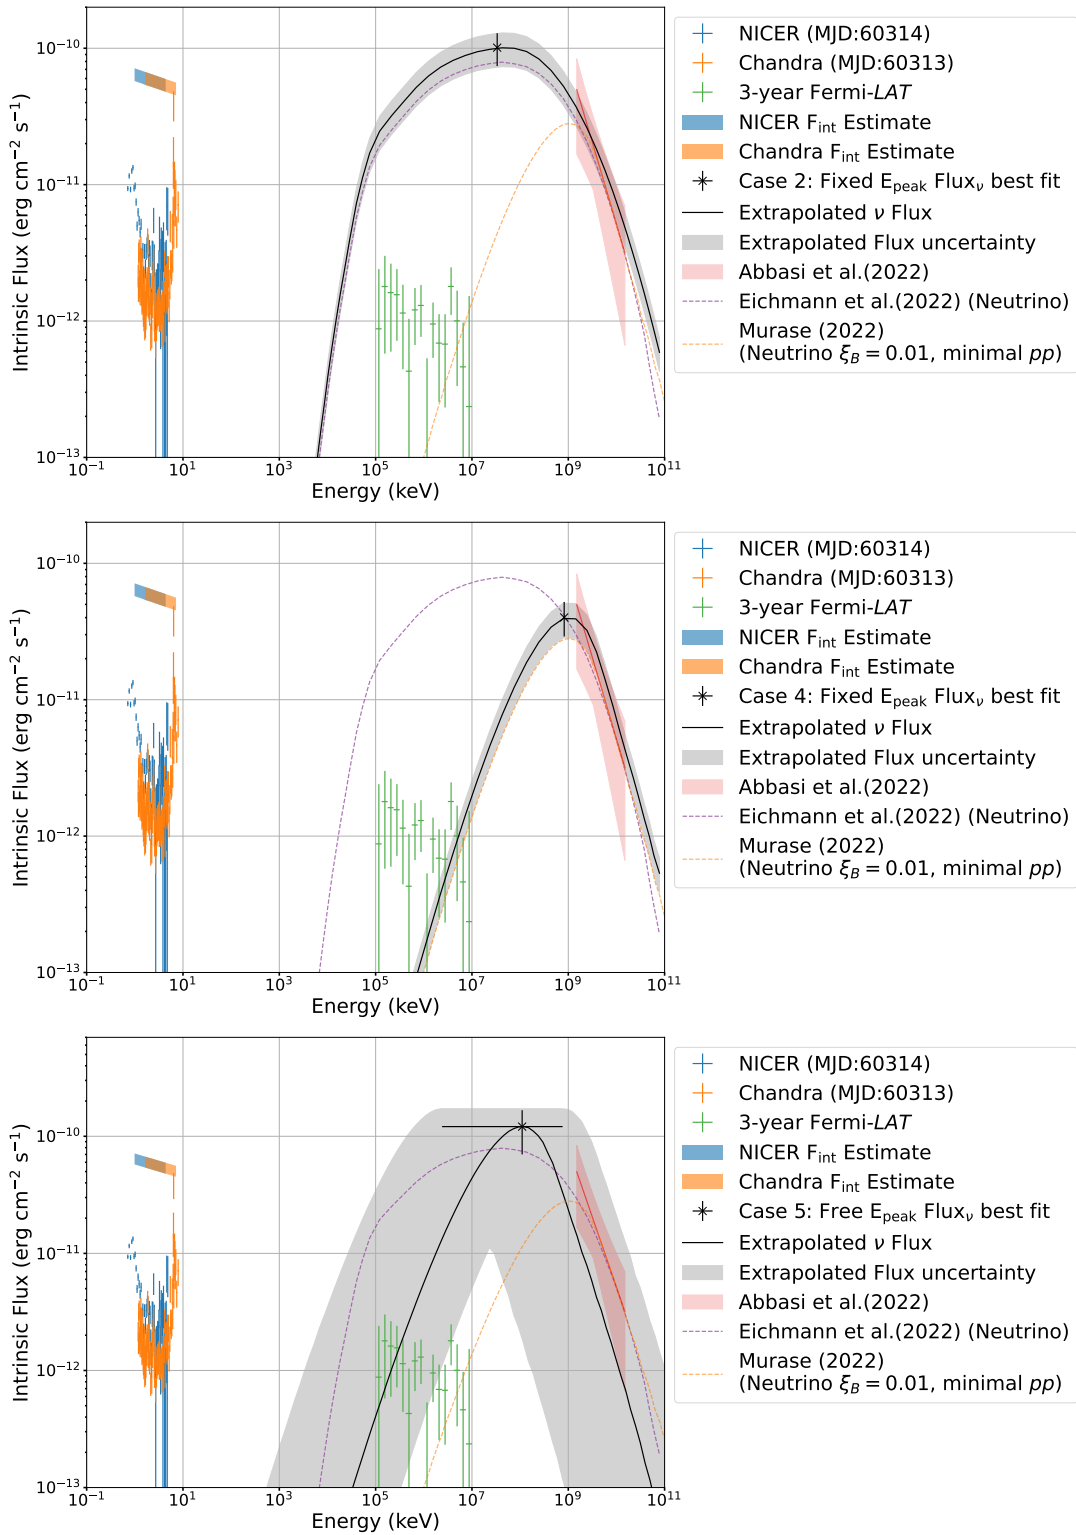 10⁻¹⁰
10⁻¹¹
10⁻¹²
10⁻¹³
Intrinsic Flux (erg cm⁻² s⁻¹)
10⁻¹ 10¹ 10³ 10⁵ 10⁷ 10⁹ 10¹¹
Energy (keV)
NICER (MJD:60314)
Chandra (MJD:60313)
3-year Fermi-LAT
NICER Fᵢₙₜ Estimate
Chandra Fᵢₙₜ Estimate
Case 2: Fixed E_peak Flux_ν best fit
Extrapolated ν Flux
Extrapolated Flux uncertainty
Abbasi et al.(2022)
Eichmann et al.(2022) (Neutrino)
Murase (2022)
(Neutrino ξ_B = 0.01, minimal pp)
10⁻¹⁰
10⁻¹¹
10⁻¹²
10⁻¹³
Intrinsic Flux (erg cm⁻² s⁻¹)
10⁻¹ 10¹ 10³ 10⁵ 10⁷ 10⁹ 10¹¹
Energy (keV)
NICER (MJD:60314)
Chandra (MJD:60313)
3-year Fermi-LAT
NICER Fᵢₙₜ Estimate
Chandra Fᵢₙₜ Estimate
Case 4: Fixed E_peak Flux_ν best fit
Extrapolated ν Flux
Extrapolated Flux uncertainty
Abbasi et al.(2022)
Eichmann et al.(2022) (Neutrino)
Murase (2022)
(Neutrino ξ_B = 0.01, minimal pp)
10⁻¹⁰
10⁻¹¹
10⁻¹²
10⁻¹³
Intrinsic Flux (erg cm⁻² s⁻¹)
10⁻¹ 10¹ 10³ 10⁵ 10⁷ 10⁹ 10¹¹
Energy (keV)
NICER (MJD:60314)
Chandra (MJD:60313)
3-year Fermi-LAT
NICER Fᵢₙₜ Estimate
Chandra Fᵢₙₜ Estimate
Case 5: Free E_peak Flux_ν best fit
Extrapolated ν Flux
Extrapolated Flux uncertainty
Abbasi et al.(2022)
Eichmann et al.(2022) (Neutrino)
Murase (2022)
(Neutrino ξ_B = 0.01, minimal pp)